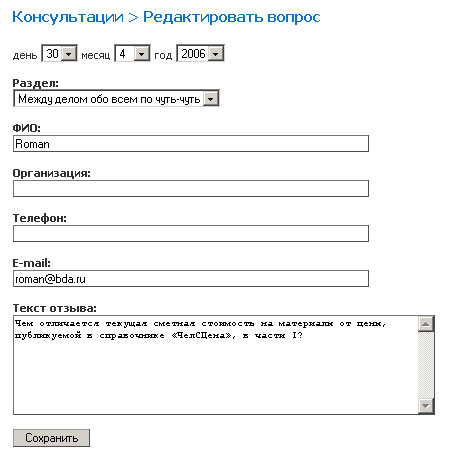 Консультации > Редактировать вопрос
день 30 месяц 4 год 2006
Раздел:
Между делом обо всем по чуть-чуть
ФИО:
Roman
Организация:
Телефон:
E-mail:
roman@bda.ru
Текст отзыва:
Чем отличается текущая сметная стоимость на материали от цени,
публикуемой в справочнике «ЧелСЦена», в части I?
Сохранить